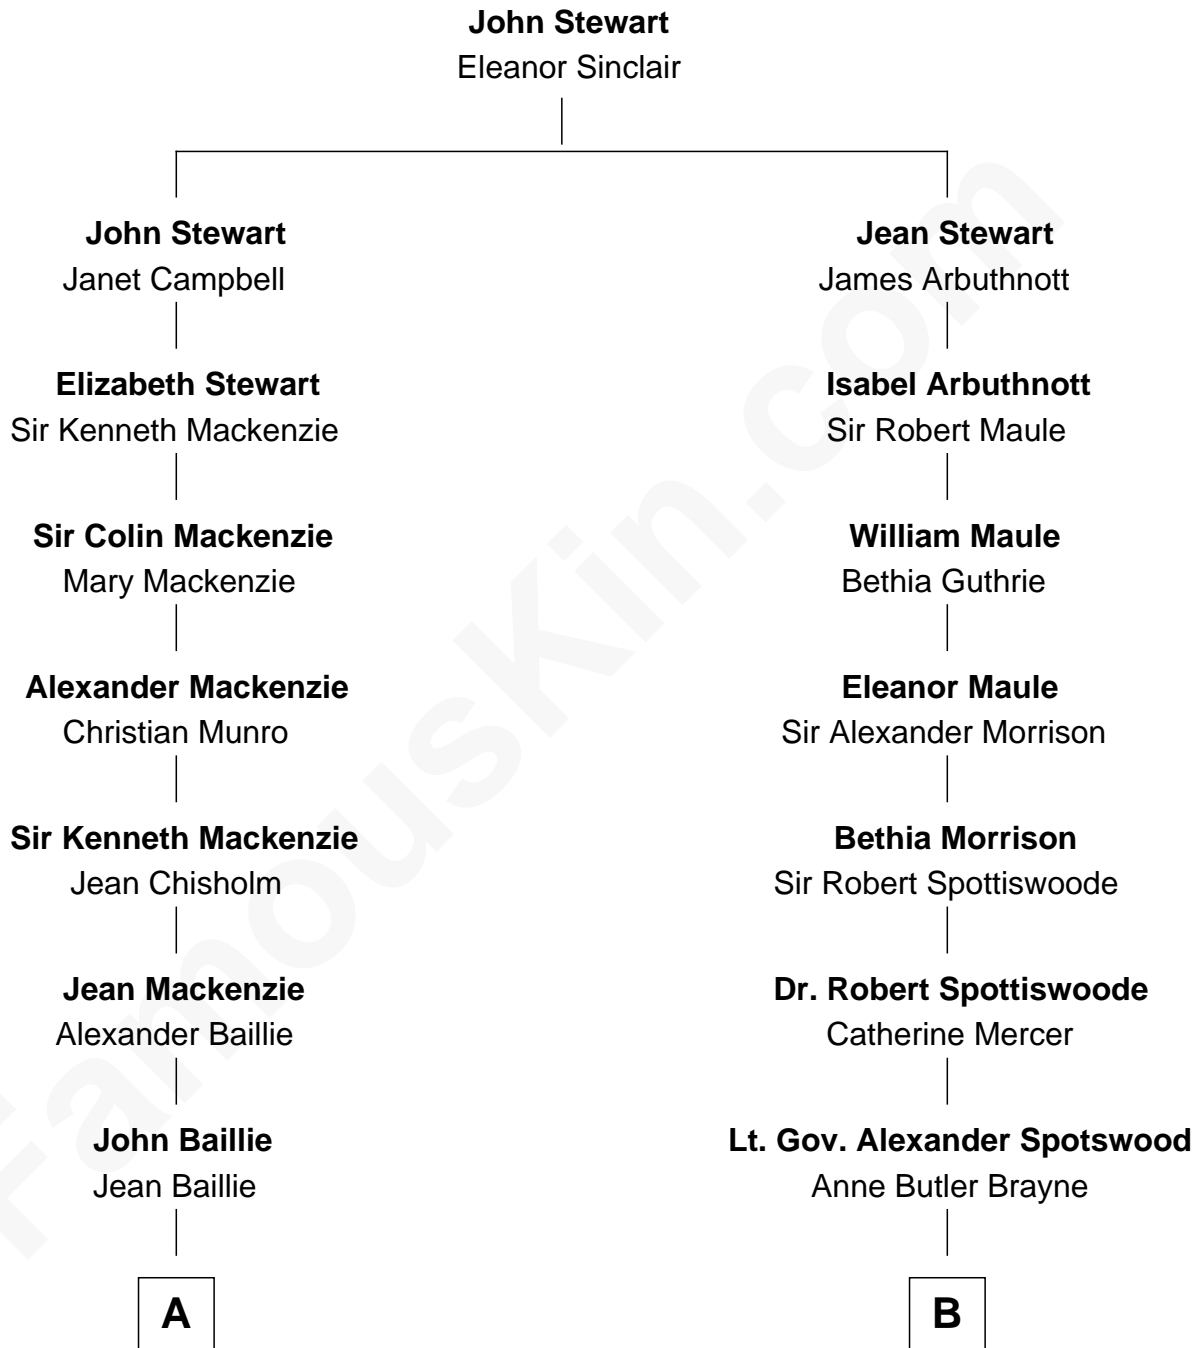 John Stewart
Eleanor Sinclair
John Stewart
Janet Campbell
Jean Stewart
James Arbuthnott
Elizabeth Stewart
Sir Kenneth Mackenzie
Isabel Arbuthnott
Sir Robert Maule
Sir Colin Mackenzie
Mary Mackenzie
William Maule
Bethia Guthrie
Alexander Mackenzie
Christian Munro
Eleanor Maule
Sir Alexander Morrison
Sir Kenneth Mackenzie
Jean Chisholm
Bethia Morrison
Sir Robert Spottiswoode
Jean Mackenzie
Alexander Baillie
Dr. Robert Spottiswoode
Catherine Mercer
John Baillie
Jean Baillie
Lt. Gov. Alexander Spotswood
Anne Butler Brayne
A
B
FamousKin.com